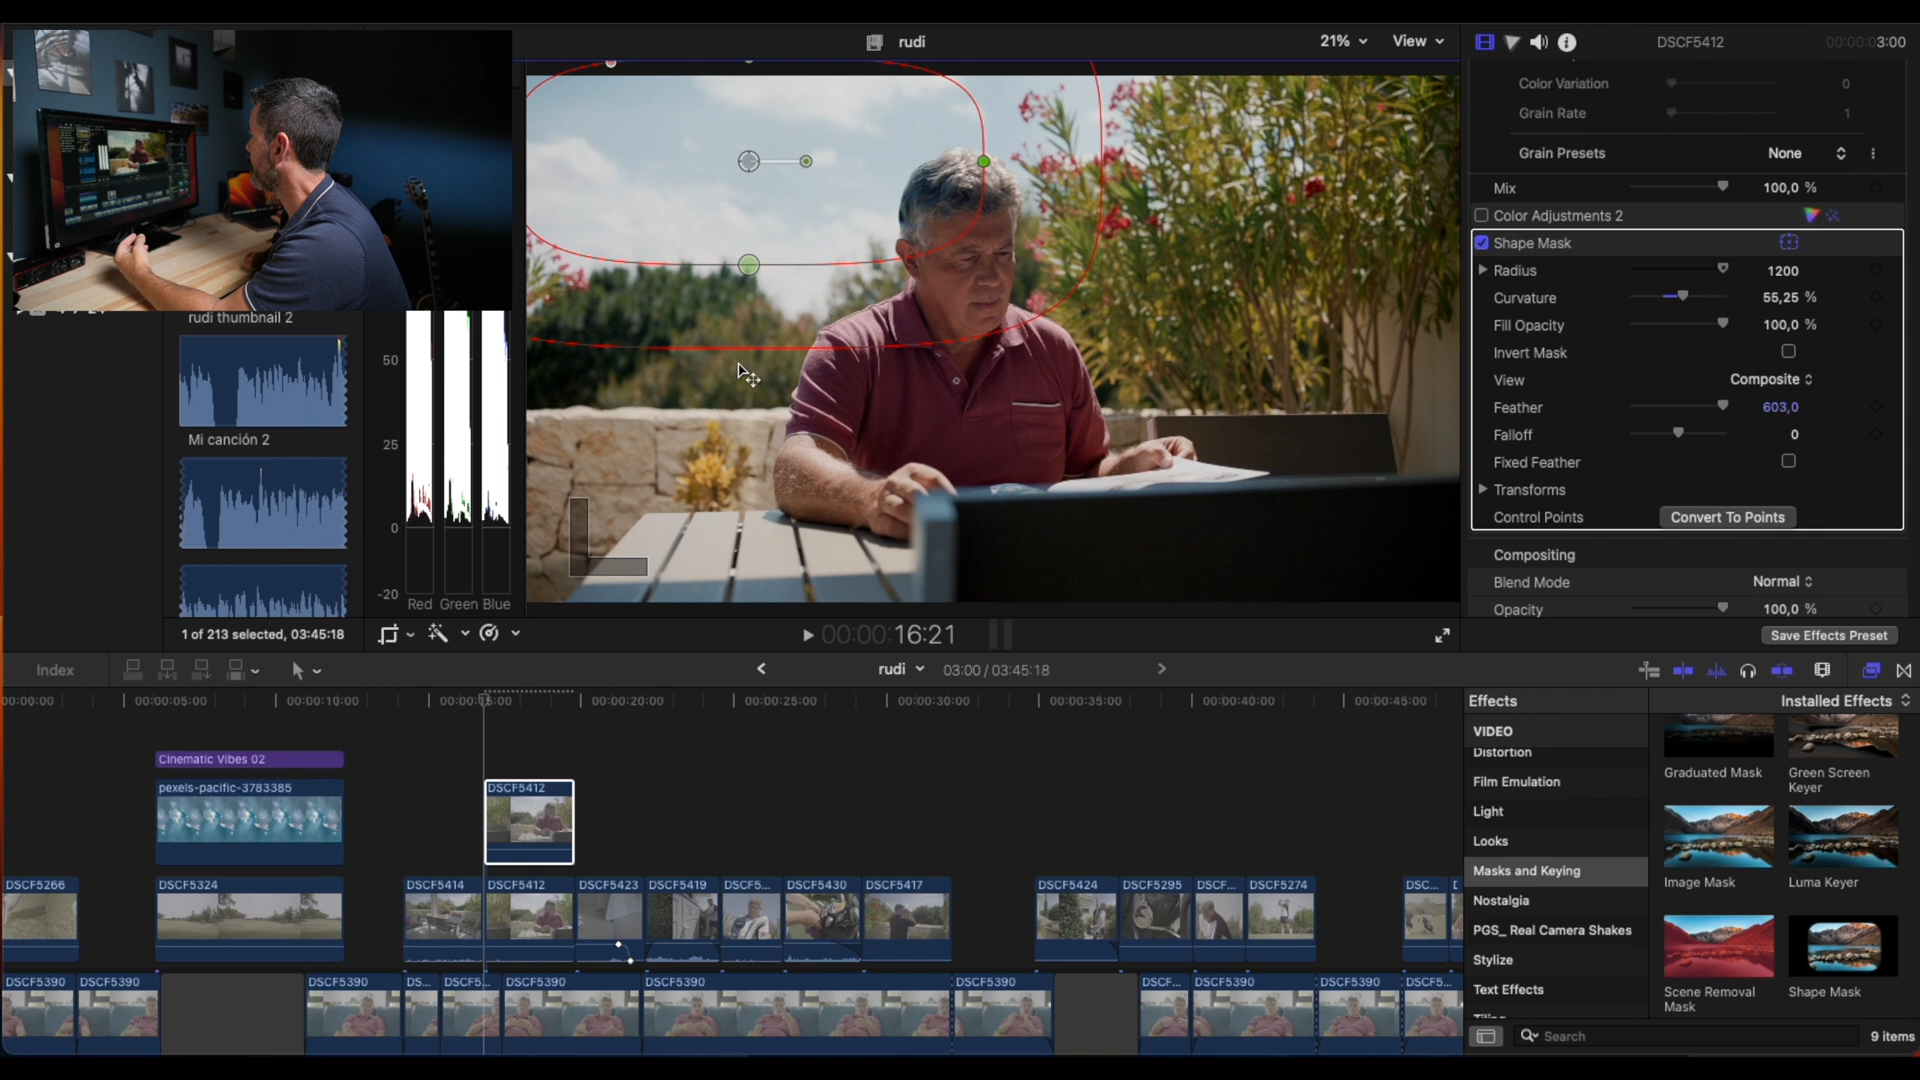 rudi
21%
View
DSCF5412
00:00:03:00
Color Variation
0
Grain Rate
1
Grain Presets
None
Mix
100,0 %
Color Adjustments 2
Shape Mask
Radius
1200
Curvature
55,25 %
Fill Opacity
100,0 %
Invert Mask
View
Composite
Feather
603,0
Falloff
0
Fixed Feather
Transforms
Control Points
Convert To Points
Compositing
Blend Mode
Normal
Opacity
100,0 %
Save Effects Preset
rudi thumbnail 2
Mi canción 2
50
25
0
-20
Red Green Blue
1 of 213 selected, 03:45:18
00:00:16:21
Index
rudi
03:00 / 03:45:18
00:00:00
00:00:05:00
00:00:10:00
00:00:15:00
00:00:20:00
00:00:25:00
00:00:30:00
00:00:35:00
00:00:40:00
00:00:45:00
Cinematic Vibes 02
pexels-pacific-3783385
DSCF5412
DSCF5266
DSCF5324
DSCF5414
DSCF5412
DSCF5423
DSCF5419
DSCF5...
DSCF5430
DSCF5417
DSCF5424
DSCF5295
DSCF...
DSCF5274
DSC...
DSCF5390
DSCF5390
DSCF5390
DS...
DSCF5...
DSCF5390
DSCF5390
DSCF5390
DSCF...
DSCF5390
DSCF5390
DSCF5...
Effects
Installed Effects
VIDEO
Distortion
Film Emulation
Light
Looks
Masks and Keying
Nostalgia
PGS_ Real Camera Shakes
Stylize
Text Effects
Graduated Mask
Green Screen
Keyer
Image Mask
Luma Keyer
Scene Removal
Mask
Shape Mask
Search
9 items